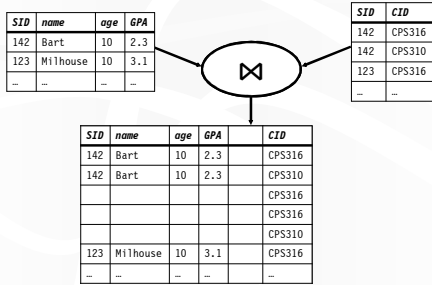 SID name age GPA
142 Bart 10 2.3
123 Milhouse 10 3.1
… … … …
SID CID
142 CPS316
142 CPS310
123 CPS316
… …
⋈
SID name age GPA CID
142 Bart 10 2.3 CPS316
142 Bart 10 2.3 CPS310
CPS316
CPS316
CPS310
123 Milhouse 10 3.1 CPS316
… … … … …